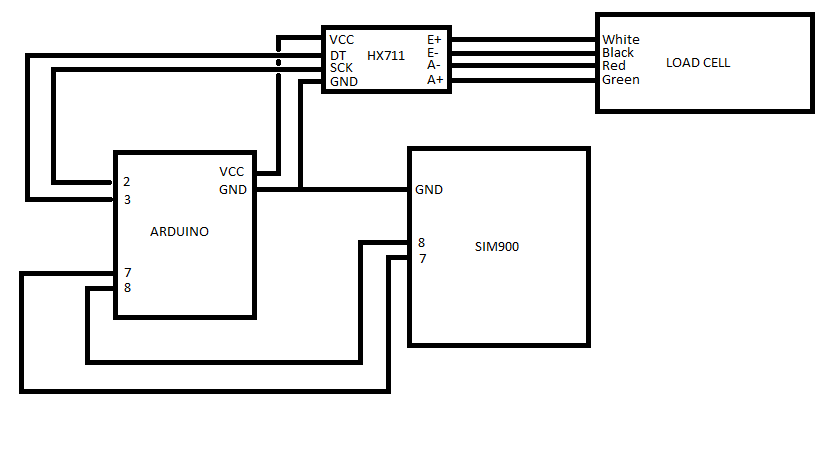 VCC
DT
SCK
GND
HX711
E+
E-
A-
A+
White
Black
Red
Green
LOAD CELL
2
3
7
8
ARDUINO
VCC
GND
GND
8
7
SIM900